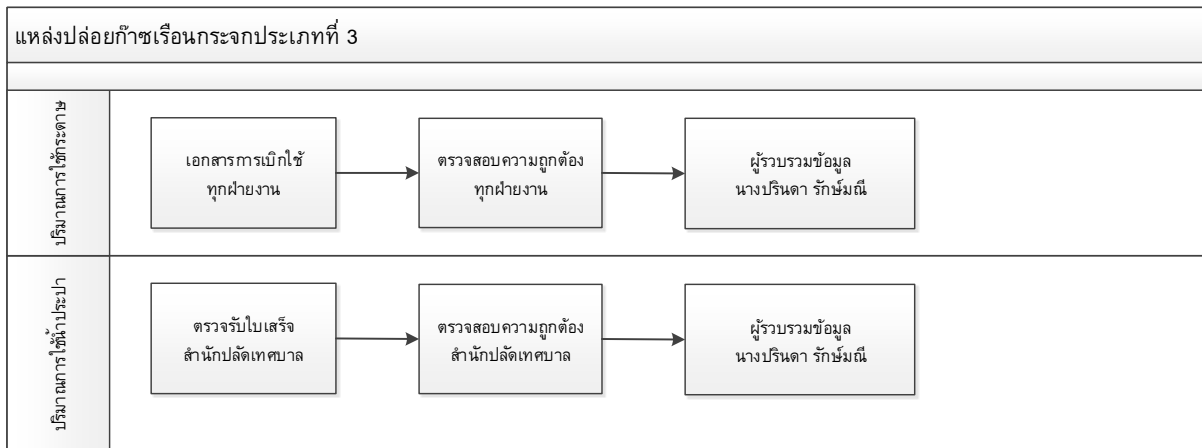 แหล่งปล่อยก๊าซเรือนกระจกประเภทที่ 3
ปริมาณการใช้กระดาษ
เอกสารการเบิกใช้
ทุกฝ่ายงาน
ตรวจสอบความถูกต้อง
ทุกฝ่ายงาน
ผู้รวบรวมข้อมูล
นางปรินดา รักษ์มณี
ปริมาณการใช้น้ำประปา
ตรวจรับใบเสร็จ
สำนักปลัดเทศบาล
ตรวจสอบความถูกต้อง
สำนักปลัดเทศบาล
ผู้รวบรวมข้อมูล
นางปรินดา รักษ์มณี